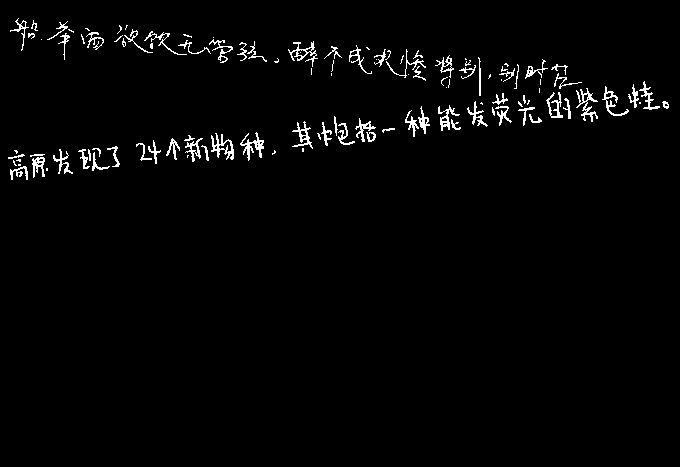 船举酒欲饮无管弦。醉不成欢惨将别，别时茫
高原发现了24个新物种，其中包括一种能发荧光的紫色蛙。